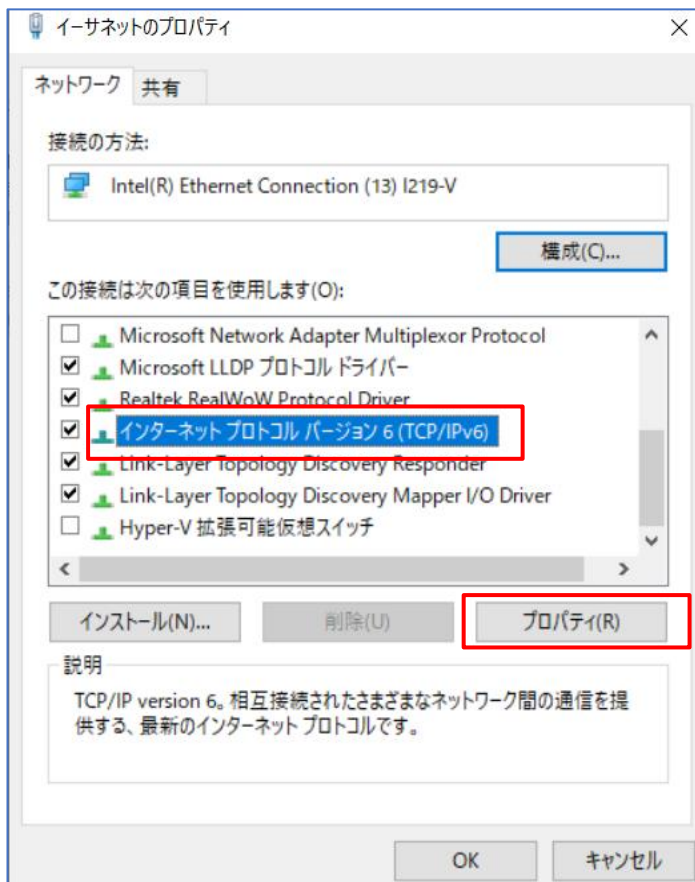 イーサネットのプロパティ
ネットワーク 共有
接続の方法:
Intel(R) Ethernet Connection (13) I219-V
構成(C)...
この接続は次の項目を使用します(O):
Microsoft Network Adapter Multiplexor Protocol
Microsoft LLDP プロトコル ドライバー
Realtek RealWoW Protocol Driver
インターネット プロトコル バージョン 6 (TCP/IPv6)
Link-Layer Topology Discovery Responder
Link-Layer Topology Discovery Mapper I/O Driver
Hyper-V 拡張可能仮想スイッチ
インストール(N)... 削除(U) プロパティ(R)
説明
TCP/IP version 6。相互接続されたさまざまなネットワーク間の通信を提
供する、最新のインターネット プロトコルです。
OK キャンセル